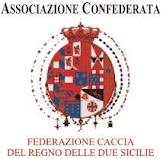 ASSOCIAZIONE CONFEDERATA
FEDERAZIONE CACCIA
DEL REGNO DELLE DUE SICILIE